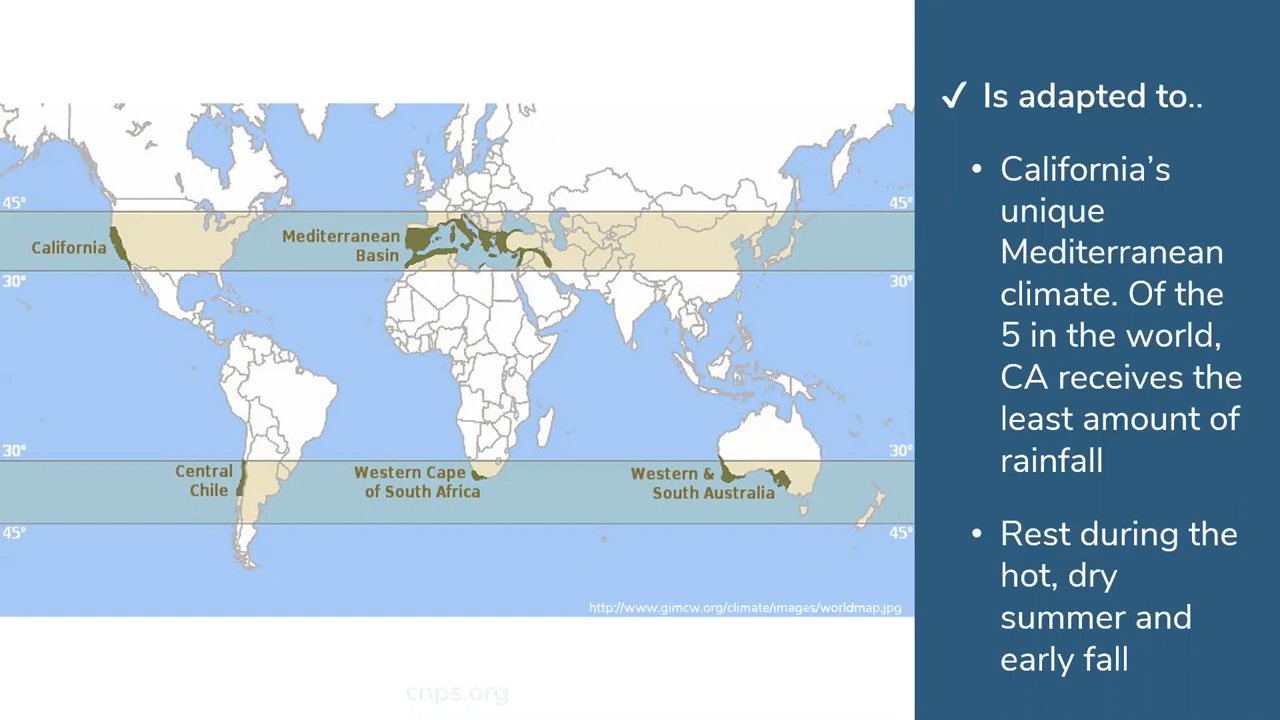 45°
45°
California
Mediterranean
Basin
30°
30°
30°
30°
Central
Chile
Western Cape
of South Africa
Western &
South Australia
45°
45°
http://www.gimcw.org/climate/images/worldmap.jpg
cnps.org
✓ Is adapted to..
• California’s
unique
Mediterranean
climate. Of the
5 in the world,
CA receives the
least amount of
rainfall
• Rest during the
hot, dry
summer and
early fall